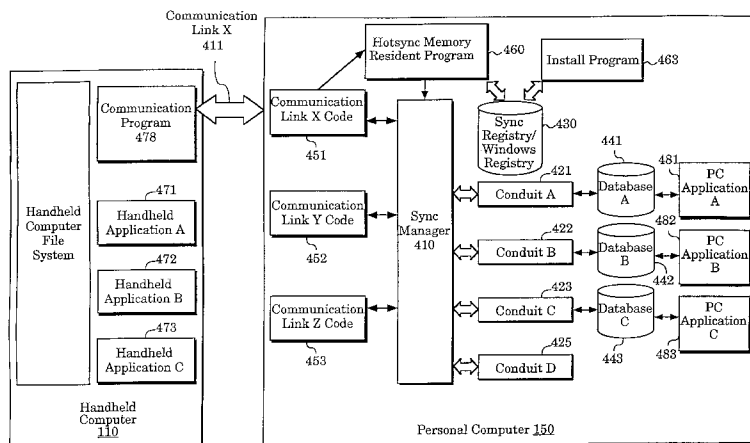 Communication
Link X
411
Hotsync Memory
Resident Program
460
Install Program
463
Communication
Program
478
Communication
Link X Code
451
Sync
Registry/
Windows
Registry
430
441
481
421
Handheld
Computer
File
System
471
Handheld
Application A
Communication
Link Y Code
452
Sync
Manager
410
Conduit A
Database
A
PC
Application
A
482
422
472
Handheld
Application B
Conduit B
Database
B
442
PC
Application
B
423
473
Handheld
Application C
Communication
Link Z Code
453
Conduit C
Database
C
443
PC
Application
C
483
425
Conduit D
Handheld
Computer
110
Personal Computer 150